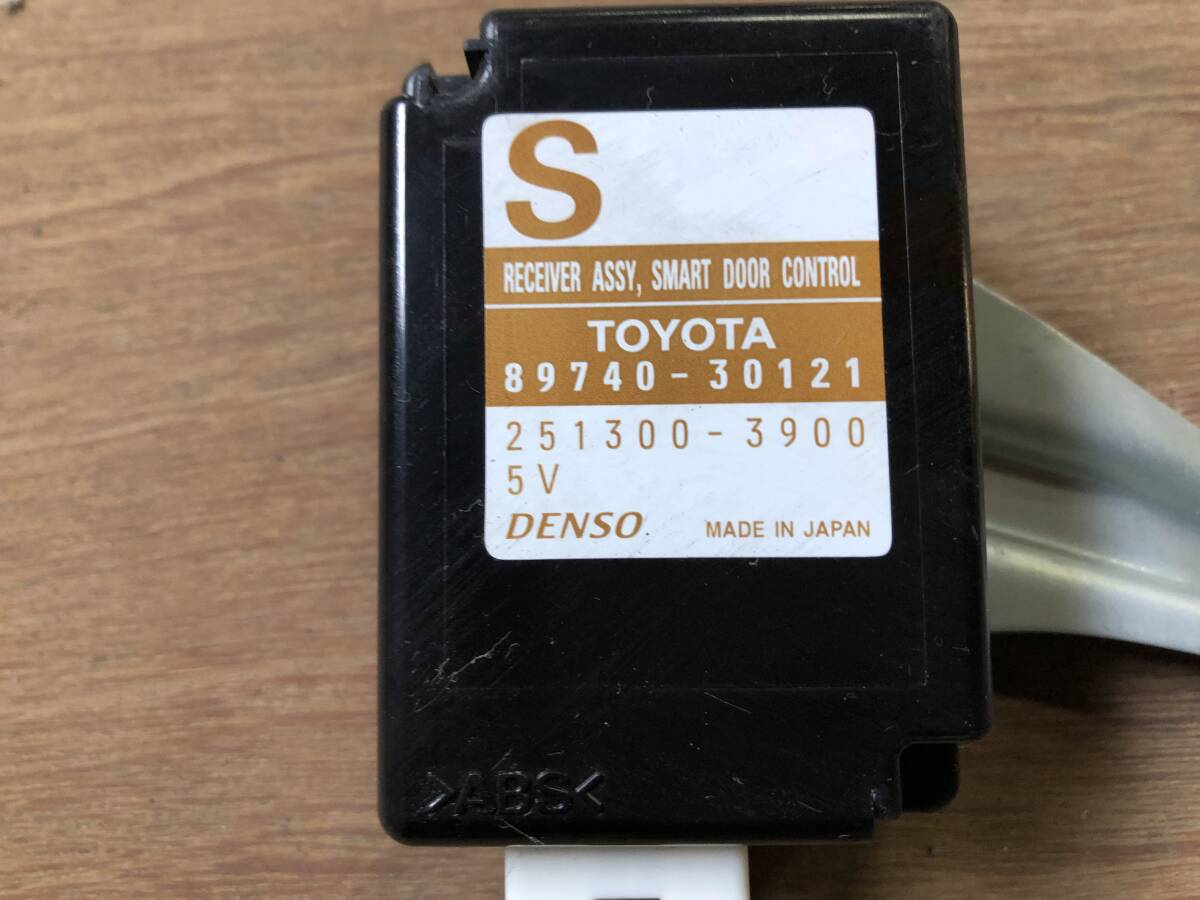 S
RECEIVER ASSY, SMART DOOR CONTROL
TOYOTA
89740-30121
251300-3900
5V
DENSO MADE IN JAPAN
>ABS<